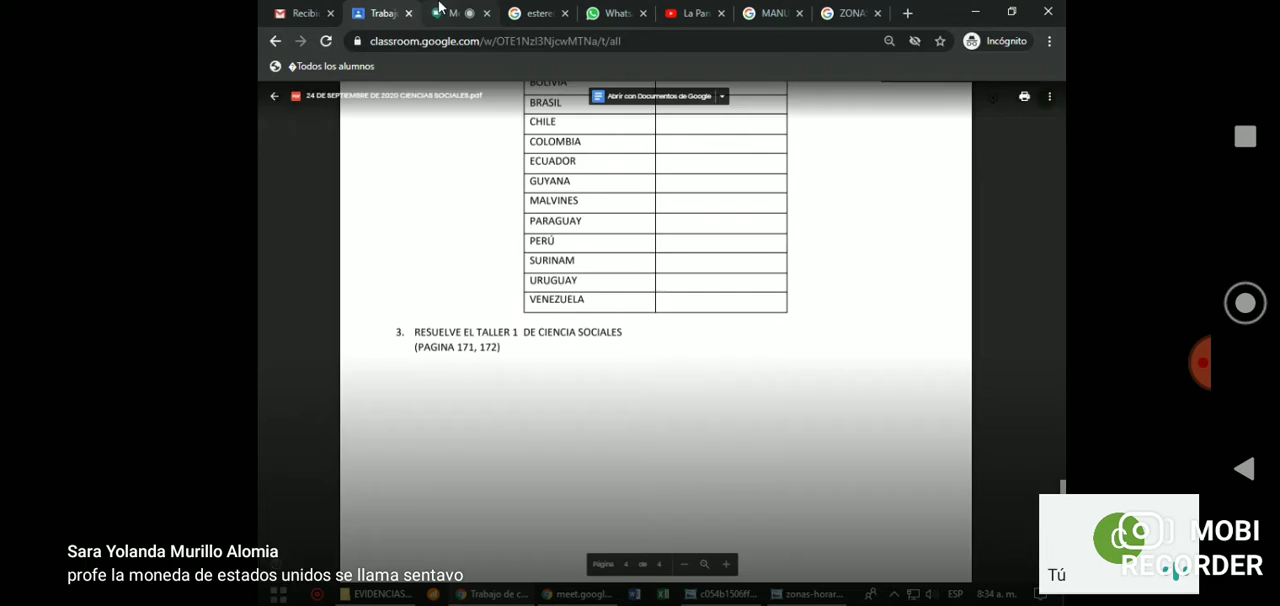 Recibi
Trabaj
Me
estere
Whats.
La Pan
MANU
ZONA
classroom.google.com/w/OTE1NzI3NjcwMTNa/t/all
Incógnito
�Todos los alumnos
24 DE SEPTIEMBRE DE 2020 CIENCIAS SOCIALES.pdf
Abrir con Documentos de Google
BOLIVIA
BRASIL
CHILE
COLOMBIA
ECUADOR
GUYANA
MALVINES
PARAGUAY
PERÚ
SURINAM
URUGUAY
VENEZUELA
3. RESUELVE EL TALLER 1 DE CIENCIA SOCIALES
(PAGINA 171, 172)
Página 4 de 4
Sara Yolanda Murillo Alomia
profe la moneda de estados unidos se llama sentavo
Tú
C
MOBI
RECORDER
EVIDENCIAS...
Trabajo de c...
meet.googl...
c054b1506ff...
zonas-horar...
ESP
8:34 a. m.